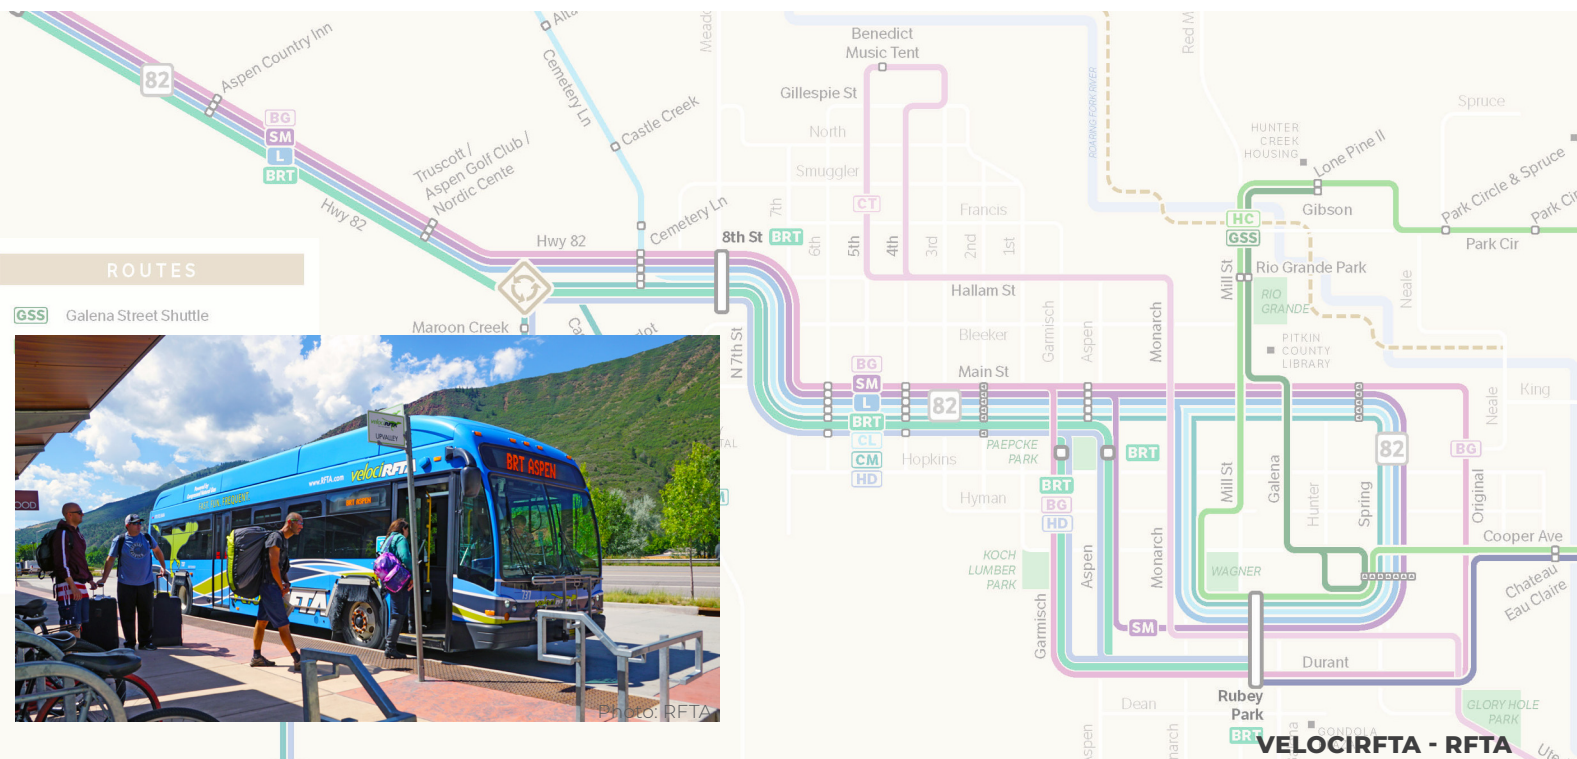 Benedict
Music Tent
Gillespie St
North
Smuggler
Francis
CT
7th
6th
5th
4th
3rd
2nd
1st
Hallam St
Bleeker
Main St
Hopkins
Hyman
Aspen Country Inn
82
BG
SM
L
BRT
Truscott /
Aspen Golf Club /
Nordic Cente
Hwy 82
Cemetery Ln
Castle Creek
Hwy 82
Cemetery Ln
8th St BRT
ROUTES
GSS Galena Street Shuttle
Maroon Creek
N 7th St
BG
SM
L
BRT
CL
CM
HD
82
Garmisch
Aspen
Monarch
PAEPCKE
PARK
BRT
BRT
BG
HD
KOCH
LUMBER
PARK
Garmisch
Aspen
Monarch
SM
Dean
ROARING FORK RIVER
HUNTER
CREEK
HOUSING
Lone Pine II
Gibson
HC
GSS
Mill St
Rio Grande Park
RIO
GRANDE
PITKIN
COUNTY
LIBRARY
Spruce
Park Circle & Spruce
Park Cir
Neale
Neale
King
82
BG
Mill St
Galena
Hunter
Spring
Original
WAGNER
Cooper Ave
Chateau
Eau Claire
Durant
Rubey
Park
BRT
GONDOLA
GLORY HOLE
PARK
Ute
UPVALLEY
www.RFTA.com
velociRFTA
BRT ASPEN
Photo: RFTA
VELOCIRFTA - RFTA